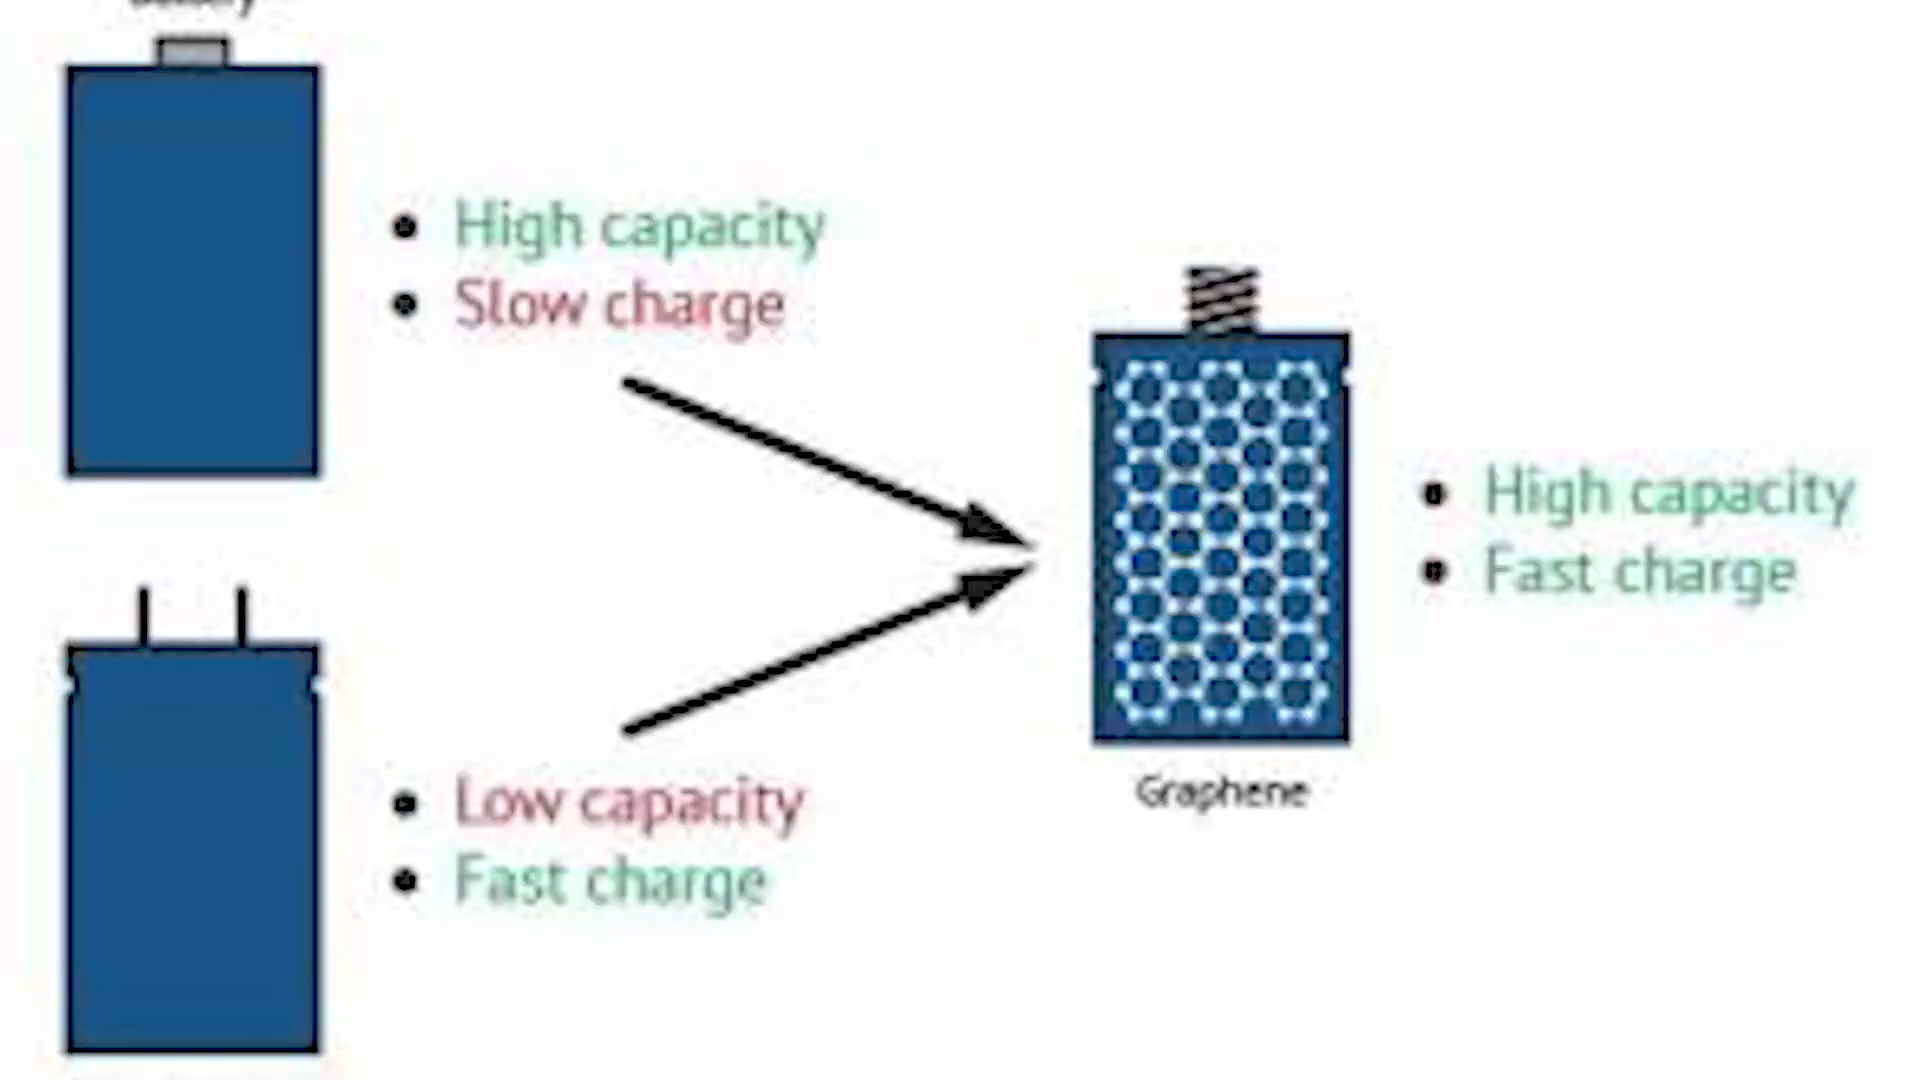 High capacity
Slow charge
Low capacity
Fast charge
Graphene
High capacity
Fast charge